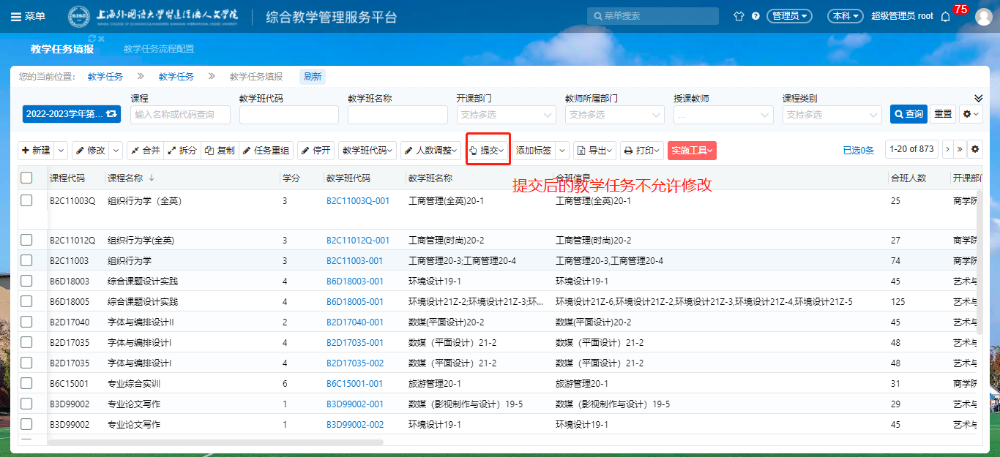 菜单 上海外国语大学贤达经济人文学院 综合教学管理服务平台 菜单搜索 管理员 本科 超级管理员 root 75
教学任务填报 教学任务流程配置
您的当前位置： 教学任务 教学任务 教学任务填报 刷新
课程 教学班代码 教学班名称 开课部门 教师所属部门 授课教师 课程类别
2022-2023学年第... 输入名称或代码查询 支持多选 支持多选 ... 支持多选 查询 重置
新建 修改 合并 拆分 复制 任务重组 停开 教学班代码 人数调整 提交 添加标签 导出 打印 实施工具 已选0条 1-20 of 873
课程代码 课程名称 学分 教学班代码 教学班名称 合班信息 合班人数 开课部门
提交后的教学任务不允许修改
B2C11003Q 组织行为学（全英） 3 B2C11003Q-001 工商管理(全英)20-1 工商管理(全英)20-1 25 商学院
B2C11012Q 组织行为学(全英) 3 B2C11012Q-001 工商管理(时尚)20-2 工商管理(时尚)20-2 27 商学院
B2C11003 组织行为学 3 B2C11003-001 工商管理20-3;工商管理20-4 工商管理20-3,工商管理20-4 74 商学院
B6D18003 综合课题设计实践 4 B6D18003-001 环境设计19-1 环境设计19-1 45 艺术与
B6D18005 综合课题设计实践 4 B6D18005-001 环境设计21Z-2;环境设计21Z-3;环... 环境设计21Z-6,环境设计21Z-2,环境设计21Z-3,环境设计21Z-4,环境设计21Z-5 125 艺术与
B2D17040 字体与编排设计II 2 B2D17040-001 数媒(平面设计)20-2 数媒(平面设计)20-2 45 艺术与
B2D17035 字体与编排设计I 4 B2D17035-001 数媒（平面设计）21-2 数媒（平面设计）21-2 48 艺术与
B2D17035 字体与编排设计I 4 B2D17035-002 数媒（平面设计）21-2 数媒（平面设计）21-2 48 艺术与
B6C15001 专业综合实训 6 B6C15001-001 旅游管理20-1 旅游管理20-1 31 商学院
B3D99002 专业论文写作 1 B3D99002-001 数媒（影视制作与设计）19-5 数媒（影视制作与设计）19-5 29 艺术与
B3D99002 专业论文写作 1 B3D99002-002 环境设计19-1 环境设计19-1 45 艺术与